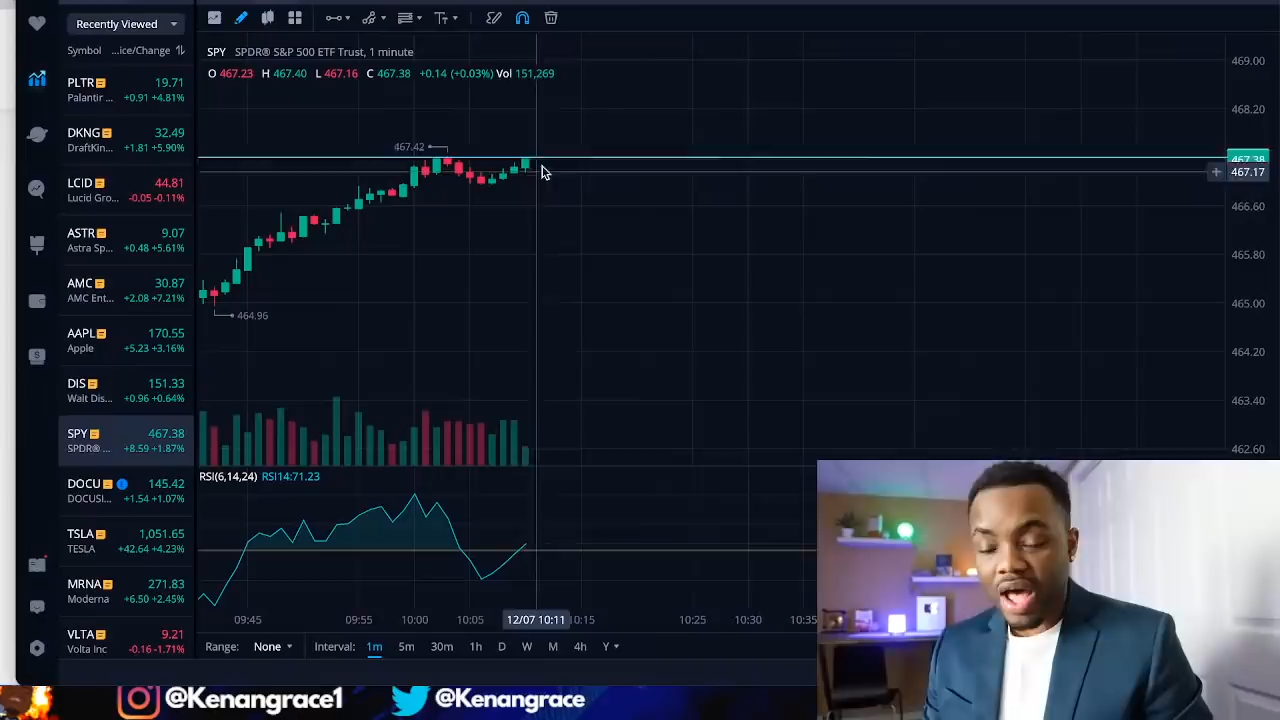 Recently Viewed
Symbol ...ice/Change
PLTR 19.71
Palantir ... +0.91 +4.81%
DKNG 32.49
DraftKin... +1.81 +5.90%
LCID 44.81
Lucid Gro... -0.05 -0.11%
ASTR 9.07
Astra Sp... +0.48 +5.61%
AMC 30.87
AMC Ent... +2.08 +7.21%
AAPL 170.55
Apple +5.23 +3.16%
DIS 151.33
Walt Dis... +0.96 +0.64%
SPY 467.38
SPDR® ... +8.59 +1.87%
DOCU 145.42
DOCUSI... +1.54 +1.07%
TSLA 1,051.65
TESLA +42.64 +4.23%
MRNA 271.83
Moderna +6.50 +2.45%
VLTA 9.21
Volta Inc -0.16 -1.71%
SPY SPDR® S&P 500 ETF Trust, 1 minute
O 467.23 H 467.40 L 467.16 C 467.38 +0.14 (+0.03%) Vol 151,269
467.42
464.96
469.00
468.20
467.38
467.17
466.60
465.80
465.00
464.20
463.40
462.60
RSI(6,14,24) RSI14:71.23
09:45 09:55 10:00 10:05 12/07 10:11 10:15 10:25 10:30 10:35
Range: None Interval: 1m 5m 30m 1h D W M 4h Y
@Kenangrace1 @Kenangrace